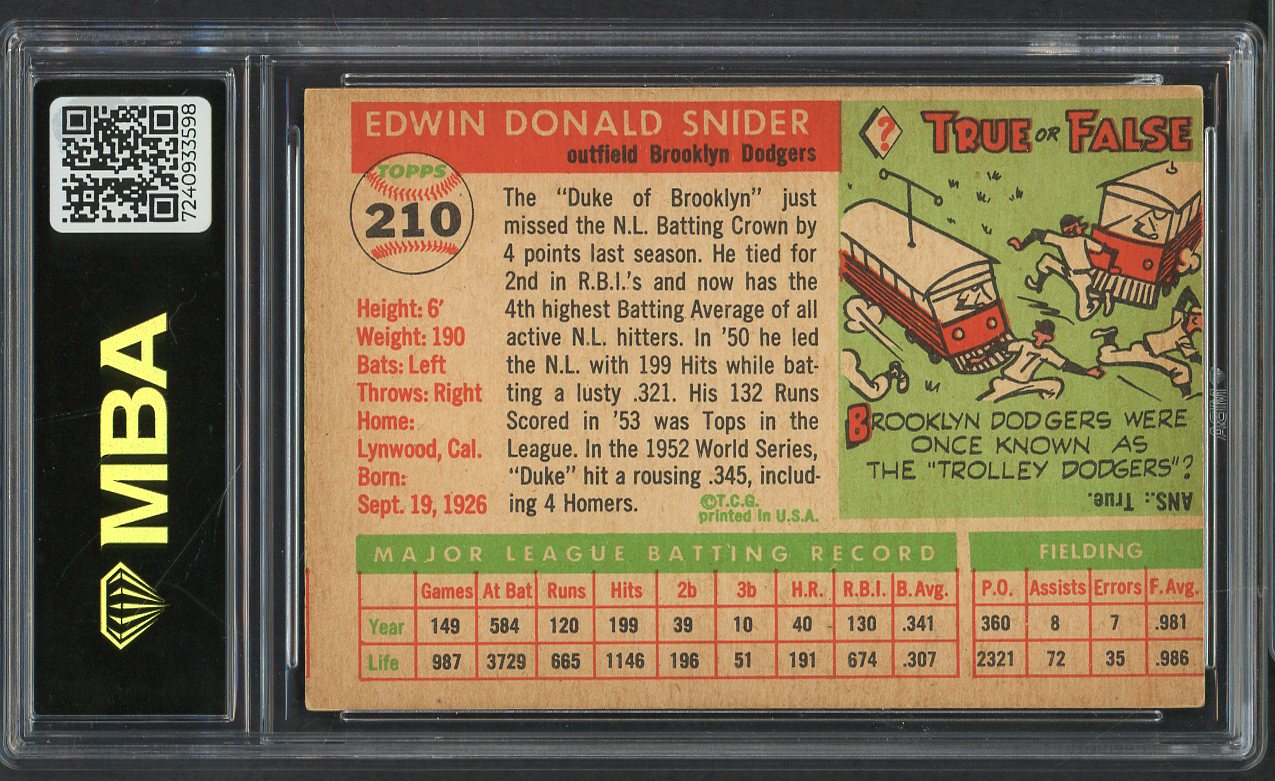 7240933598
MBA
EDWIN DONALD SNIDER
outfield Brooklyn Dodgers
TOPPS
210
The "Duke of Brooklyn" just
missed the N.L. Batting Crown by
4 points last season. He tied for
2nd in R.B.I.'s and now has the
4th highest Batting Average of all
active N.L. hitters. In '50 he led
the N.L. with 199 Hits while bat-
ting a lusty .321. His 132 Runs
Scored in '53 was Tops in the
League. In the 1952 World Series,
"Duke" hit a rousing .345, includ-
ing 4 Homers.
©T.C.G.
printed in U.S.A.
Height: 6'
Weight: 190
Bats: Left
Throws: Right
Home:
Lynwood, Cal.
Born:
Sept. 19, 1926
?
TRUE OR FALSE
BROOKLYN DODGERS WERE
ONCE KNOWN AS
THE "TROLLEY DODGERS"?
ANS.: True.
MAJOR LEAGUE BATTING RECORD
FIELDING
Games At Bat Runs Hits 2b 3b H.R. R.B.I. B. Avg. P.O. Assists Errors F. Avg.
Year 149 584 120 199 39 10 40 130 .341 360 8 7 .981
Life 987 3729 665 1146 196 51 191 674 .307 2321 72 35 .986
MBA